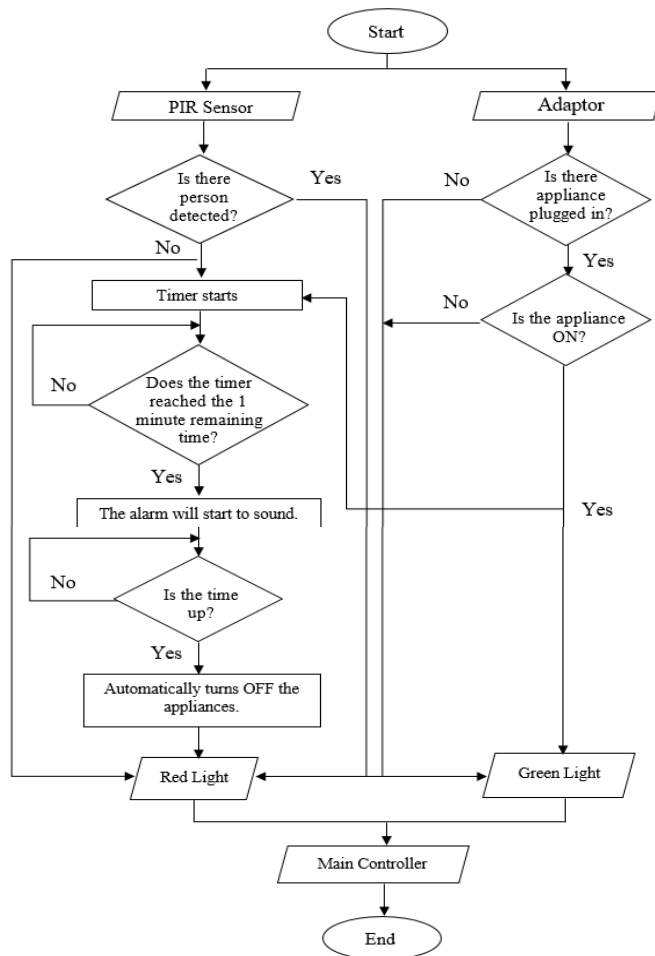 Start
PIR Sensor
Adaptor
Is there
person
detected?
Yes
No
Is there
appliance
plugged in?
No
Yes
Timer starts
No
Is the appliance
ON?
No
Does the timer
reached the 1
minute remaining
time?
Yes
Yes
The alarm will start to sound.
No
Is the time
up?
Yes
Automatically turns OFF the
appliances.
Red Light
Green Light
Main Controller
End